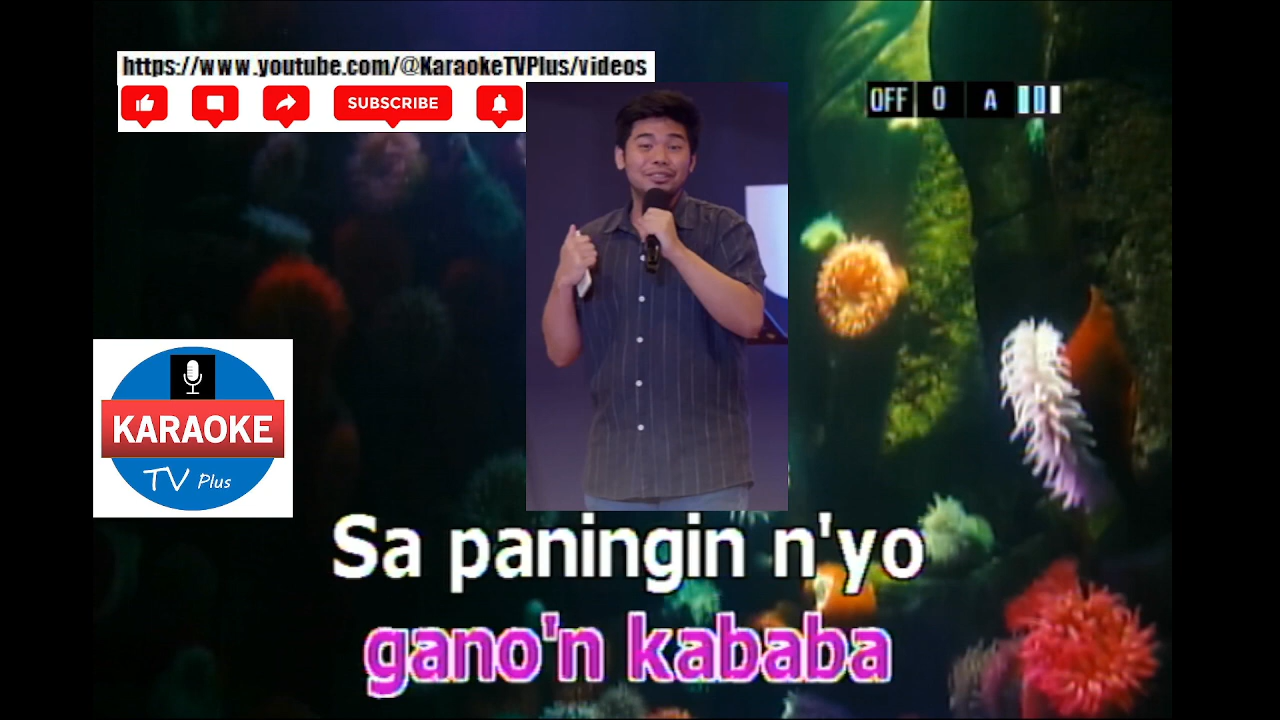 https://www.youtube.com/@KaraokeTVPlus/videos
SUBSCRIBE
OFF 0 A
KARAOKE
TV Plus
Sa paningin n'yo
gano'n kababa